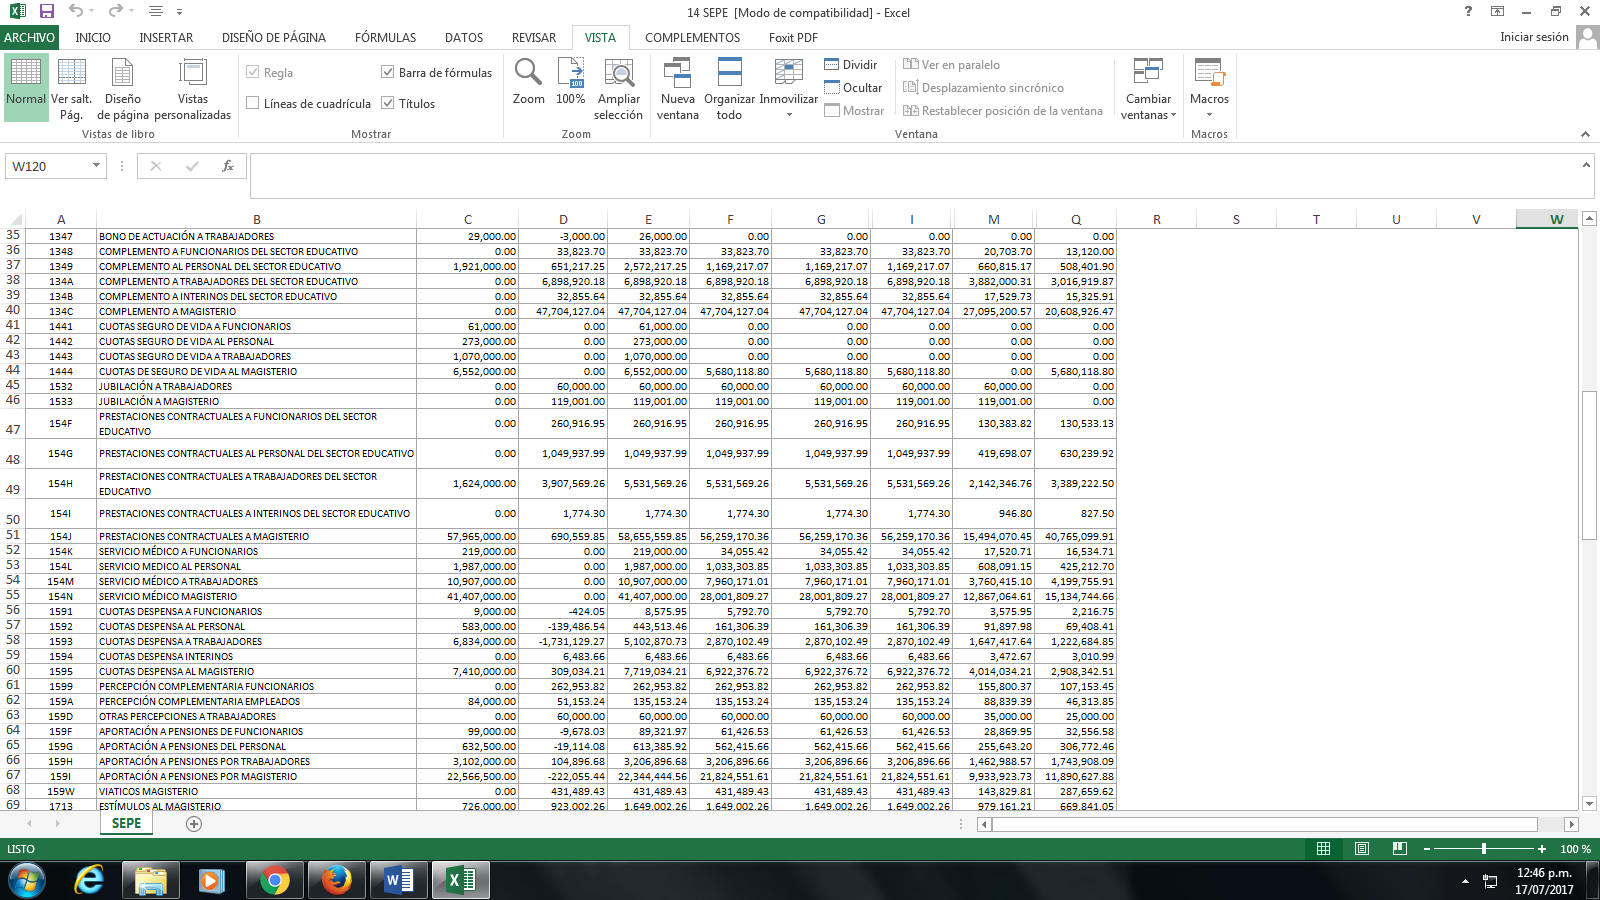 14 SEPE [Modo de compatibilidad] - Excel
ARCHIVO INICIO INSERTAR DISEÑO DE PÁGINA FÓRMULAS DATOS REVISAR VISTA COMPLEMENTOS Foxit PDF Iniciar sesión
Normal Ver salt. Pág. Diseño de página Vistas personalizadas
Vistas de libro
Regla Barra de fórmulas
Líneas de cuadrícula Títulos
Mostrar
Zoom 100% Ampliar selección
Zoom
Nueva ventana Organizar todo Inmovilizar
Dividir
Ocultar
Mostrar
Ver en paralelo
Desplazamiento sincrónico
Restablecer posición de la ventana
Cambiar ventanas
Ventana
Macros
Macros
W120 fx
A B C D E F G I M Q R S T U V W
35 1347 BONO DE ACTUACIÓN A TRABAJADORES 29,000.00 -3,000.00 26,000.00 0.00 0.00 0.00 0.00 0.00
36 1348 COMPLEMENTO A FUNCIONARIOS DEL SECTOR EDUCATIVO 0.00 33,823.70 33,823.70 33,823.70 33,823.70 33,823.70 20,703.70 13,120.00
37 1349 COMPLEMENTO AL PERSONAL DEL SECTOR EDUCATIVO 1,921,000.00 651,217.25 2,572,217.25 1,169,217.07 1,169,217.07 1,169,217.07 660,815.17 508,401.90
38 134A COMPLEMENTO A TRABAJADORES DEL SECTOR EDUCATIVO 0.00 6,898,920.18 6,898,920.18 6,898,920.18 6,898,920.18 6,898,920.18 3,882,000.31 3,016,919.87
39 134B COMPLEMENTO A INTERINOS DEL SECTOR EDUCATIVO 0.00 32,855.64 32,855.64 32,855.64 32,855.64 32,855.64 17,529.73 15,325.91
40 134C COMPLEMENTO A MAGISTERIO 0.00 47,704,127.04 47,704,127.04 47,704,127.04 47,704,127.04 47,704,127.04 27,095,200.57 20,608,926.47
41 1441 CUOTAS SEGURO DE VIDA A FUNCIONARIOS 61,000.00 0.00 61,000.00 0.00 0.00 0.00 0.00 0.00
42 1442 CUOTAS SEGURO DE VIDA AL PERSONAL 273,000.00 0.00 273,000.00 0.00 0.00 0.00 0.00 0.00
43 1443 CUOTAS SEGURO DE VIDA A TRABAJADORES 1,070,000.00 0.00 1,070,000.00 0.00 0.00 0.00 0.00 0.00
44 1444 CUOTAS DE SEGURO DE VIDA AL MAGISTERIO 6,552,000.00 0.00 6,552,000.00 5,680,118.80 5,680,118.80 5,680,118.80 0.00 5,680,118.80
45 1532 JUBILACIÓN A TRABAJADORES 0.00 60,000.00 60,000.00 60,000.00 60,000.00 60,000.00 60,000.00 0.00
46 1533 JUBILACIÓN A MAGISTERIO 0.00 119,001.00 119,001.00 119,001.00 119,001.00 119,001.00 119,001.00 0.00
47 154F PRESTACIONES CONTRACTUALES A FUNCIONARIOS DEL SECTOR EDUCATIVO 0.00 260,916.95 260,916.95 260,916.95 260,916.95 260,916.95 130,383.82 130,533.13
48 154G PRESTACIONES CONTRACTUALES AL PERSONAL DEL SECTOR EDUCATIVO 0.00 1,049,937.99 1,049,937.99 1,049,937.99 1,049,937.99 1,049,937.99 419,698.07 630,239.92
49 154H PRESTACIONES CONTRACTUALES A TRABAJADORES DEL SECTOR EDUCATIVO 1,624,000.00 3,907,569.26 5,531,569.26 5,531,569.26 5,531,569.26 5,531,569.26 2,142,346.76 3,389,222.50
50 154I PRESTACIONES CONTRACTUALES A INTERINOS DEL SECTOR EDUCATIVO 0.00 1,774.30 1,774.30 1,774.30 1,774.30 1,774.30 946.80 827.50
51 154J PRESTACIONES CONTRACTUALES A MAGISTERIO 57,965,000.00 690,559.85 58,655,559.85 56,259,170.36 56,259,170.36 56,259,170.36 15,494,070.45 40,765,099.91
52 154K SERVICIO MÉDICO A FUNCIONARIOS 219,000.00 0.00 219,000.00 34,055.42 34,055.42 34,055.42 17,520.71 16,534.71
53 154L SERVICIO MEDICO AL PERSONAL 1,987,000.00 0.00 1,987,000.00 1,033,303.85 1,033,303.85 1,033,303.85 608,091.15 425,212.70
54 154M SERVICIO MÉDICO A TRABAJADORES 10,907,000.00 0.00 10,907,000.00 7,960,171.01 7,960,171.01 7,960,171.01 3,760,415.10 4,199,755.91
55 154N SERVICIO MÉDICO MAGISTERIO 41,407,000.00 0.00 41,407,000.00 28,001,809.27 28,001,809.27 28,001,809.27 12,867,064.61 15,134,744.66
56 1591 CUOTAS DESPENSA A FUNCIONARIOS 9,000.00 -424.05 8,575.95 5,792.70 5,792.70 5,792.70 3,575.95 2,216.75
57 1592 CUOTAS DESPENSA AL PERSONAL 583,000.00 -139,486.54 443,513.46 161,306.39 161,306.39 161,306.39 91,897.98 69,408.41
58 1593 CUOTAS DESPENSA A TRABAJADORES 6,834,000.00 -1,731,129.27 5,102,870.73 2,870,102.49 2,870,102.49 2,870,102.49 1,647,417.64 1,222,684.85
59 1594 CUOTAS DESPENSA INTERINOS 0.00 6,483.66 6,483.66 6,483.66 6,483.66 6,483.66 3,472.67 3,010.99
60 1595 CUOTAS DESPENSA AL MAGISTERIO 7,410,000.00 309,034.21 7,719,034.21 6,922,376.72 6,922,376.72 6,922,376.72 4,014,034.21 2,908,342.51
61 1599 PERCEPCIÓN COMPLEMENTARIA FUNCIONARIOS 0.00 262,953.82 262,953.82 262,953.82 262,953.82 262,953.82 155,800.37 107,153.45
62 159A PERCEPCIÓN COMPLEMENTARIA EMPLEADOS 84,000.00 51,153.24 135,153.24 135,153.24 135,153.24 135,153.24 88,839.39 46,313.85
63 159D OTRAS PERCEPCIONES A TRABAJADORES 0.00 60,000.00 60,000.00 60,000.00 60,000.00 60,000.00 35,000.00 25,000.00
64 159F APORTACIÓN A PENSIONES DE FUNCIONARIOS 99,000.00 -9,678.03 89,321.97 61,426.53 61,426.53 61,426.53 28,869.95 32,556.58
65 159G APORTACIÓN A PENSIONES DEL PERSONAL 632,500.00 -19,114.08 613,385.92 562,415.66 562,415.66 562,415.66 255,643.20 306,772.46
66 159H APORTACIÓN A PENSIONES POR TRABAJADORES 3,102,000.00 104,896.68 3,206,896.68 3,206,896.66 3,206,896.66 3,206,896.66 1,462,988.57 1,743,908.09
67 159I APORTACIÓN A PENSIONES POR MAGISTERIO 22,566,500.00 -222,055.44 22,344,444.56 21,824,551.61 21,824,551.61 21,824,551.61 9,933,923.73 11,890,627.88
68 159W VIATICOS MAGISTERIO 0.00 431,489.43 431,489.43 431,489.43 431,489.43 431,489.43 143,829.81 287,659.62
69 1713 ESTÍMULOS AL MAGISTERIO 726,000.00 923,002.26 1,649,002.26 1,649,002.26 1,649,002.26 1,649,002.26 979,161.21 669,841.05
SEPE
LISTO 100 %
12:46 p.m.
17/07/2017